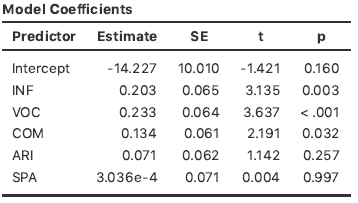 Model Coefficients
Predictor Estimate SE t p
Intercept -14.227 10.010 -1.421 0.160
INF 0.203 0.065 3.135 0.003
VOC 0.233 0.064 3.637 < .001
COM 0.134 0.061 2.191 0.032
ARI 0.071 0.062 1.142 0.257
SPA 3.036e-4 0.071 0.004 0.997